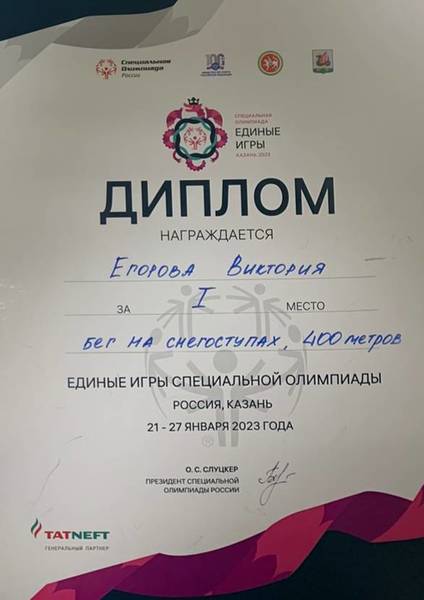 Специальная
Олимпиада
Россия
СПЕЦИАЛЬНАЯ
ОЛИМПИАДА
ЕДИНЫЕ
ИГРЫ
КАЗАНЬ 2023
ДИПЛОМ
НАГРАЖДАЕТСЯ
ЕГОРОВА ВИКТОРИЯ
ЗА I МЕСТО
БЕГ НА СНЕГОСТУПАХ, 400 метров
ЕДИНЫЕ ИГРЫ СПЕЦИАЛЬНОЙ ОЛИМПИАДЫ
РОССИЯ, КАЗАНЬ
21 - 27 ЯНВАРЯ 2023 ГОДА
О. С. СЛУЦКЕР
ПРЕЗИДЕНТ СПЕЦИАЛЬНОЙ
ОЛИМПИАДЫ РОССИИ
TATNEFT
ГЕНЕРАЛЬНЫЙ ПАРТНЕР